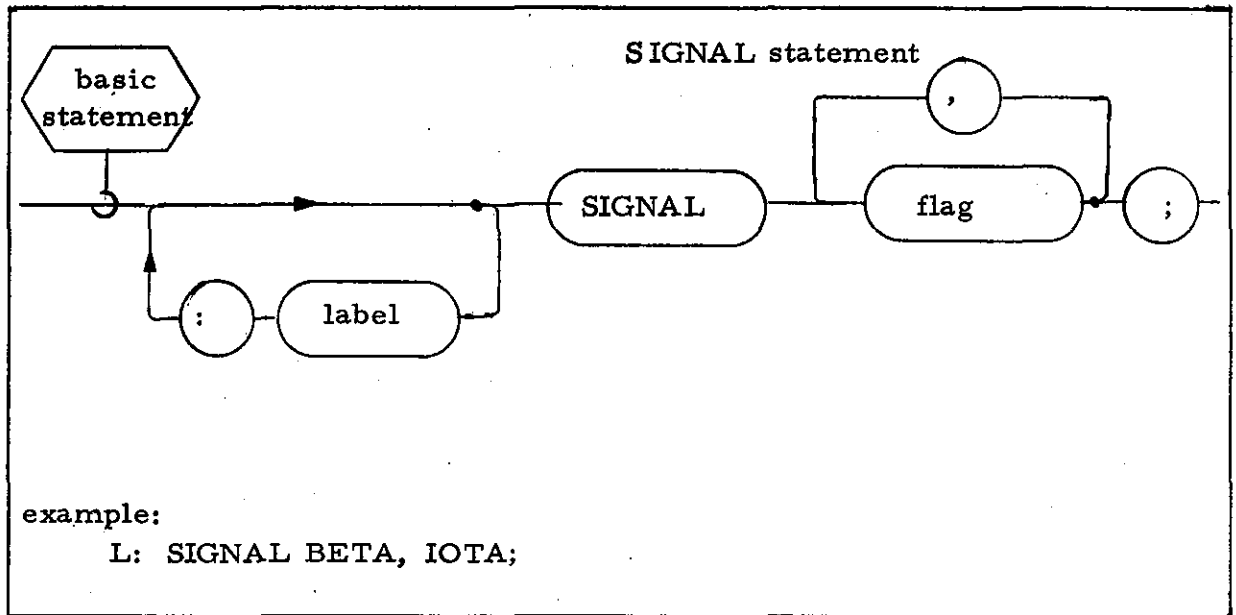 SIGNAL statement
basic
statement
,
SIGNAL
flag
;
:
label
example:
L: SIGNAL BETA, IOTA;